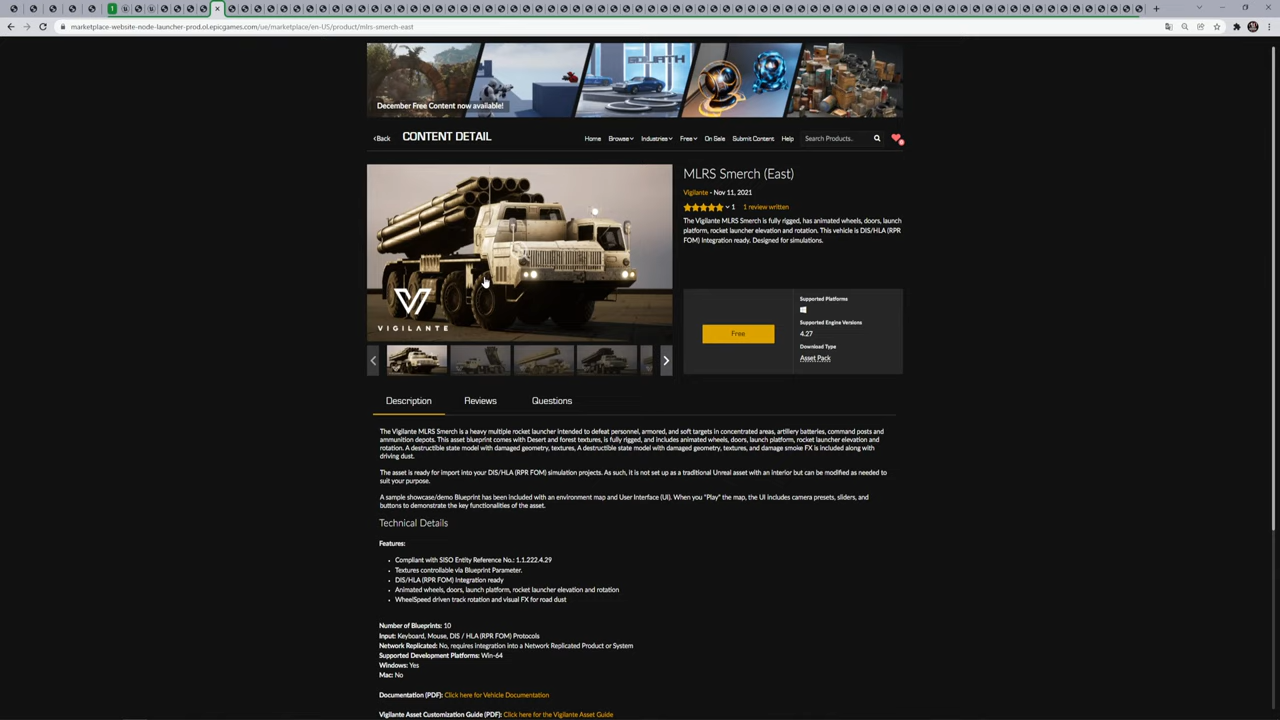 marketplace-website-node-launcher-prod.ol.epicgames.com/ue/marketplace/en-US/product/mlrs-smerch-east
GOLIATH
December Free Content now available!
<Back
CONTENT DETAIL
Home
Browse
Industries
Free
On Sale
Submit Content
Help
Search Products..
MLRS Smerch (East)
Vigilante - Nov 11, 2021
1
1 review written
The Vigilante MLRS Smerch is fully rigged, has animated wheels, doors, launch
platform, rocket launcher elevation and rotation. This vehicle is DIS/HLA (RPR
FOM) Integration ready. Designed for simulations.
VIGILANTE
Free
Supported Platforms
Supported Engine Versions
4.27
Download Type
Asset Pack
Description
Reviews
Questions
The Vigilante MLRS Smerch is a heavy multiple rocket launcher intended to defeat personnel, armored, and soft targets in concentrated areas, artillery batteries, command posts and
ammunition depots. This asset blueprint comes with Desert and forest textures, is fully rigged, and includes animated wheels, doors, launch platform, rocket launcher elevation and
rotation. A destructible state model with damaged geometry, textures, A destructible state model with damaged geometry, textures, and damage smoke FX is included along with
driving dust.
The asset is ready for import into your DIS/HLA (RPR FOM) simulation projects. As such, it is not set up as a traditional Unreal asset with an interior but can be modified as needed to
suit your purpose.
A sample showcase/demo Blueprint has been included with an environment map and User Interface (UI). When you "Play" the map, the UI includes camera presets, sliders, and
buttons to demonstrate the key functionalities of the asset.
Technical Details
Features:
• Compliant with SISO Entity Reference No.: 1.1.222.4.29
• Textures controllable via Blueprint Parameter.
• DIS/HLA (RPR FOM) Integration ready
• Animated wheels, doors, launch platform, rocket launcher elevation and rotation
• WheelSpeed driven track rotation and visual FX for road dust
Number of Blueprints: 10
Input: Keyboard, Mouse, DIS / HLA (RPR FOM) Protocols
Network Replicated: No, requires integration into a Network Replicated Product or System
Supported Development Platforms: Win-64
Windows: Yes
Mac: No
Documentation (PDF): Click here for Vehicle Documentation
Vigilante Asset Customization Guide (PDF): Click here for the Vigilante Asset Guide